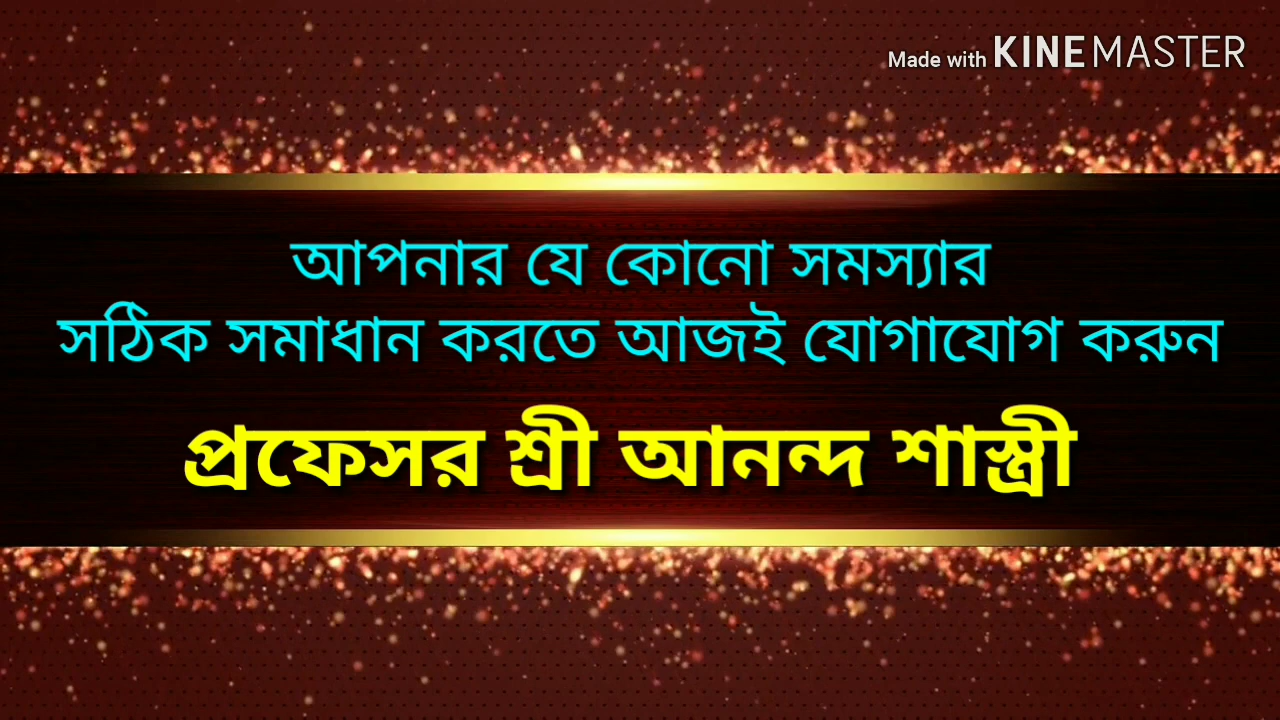 Made with KINEMASTER
আপনার যে কোনো সমস্যার
সঠিক সমাধান করতে আজই যোগাযোগ করুন
প্রফেসর শ্রী আনন্দ শাস্ত্রী